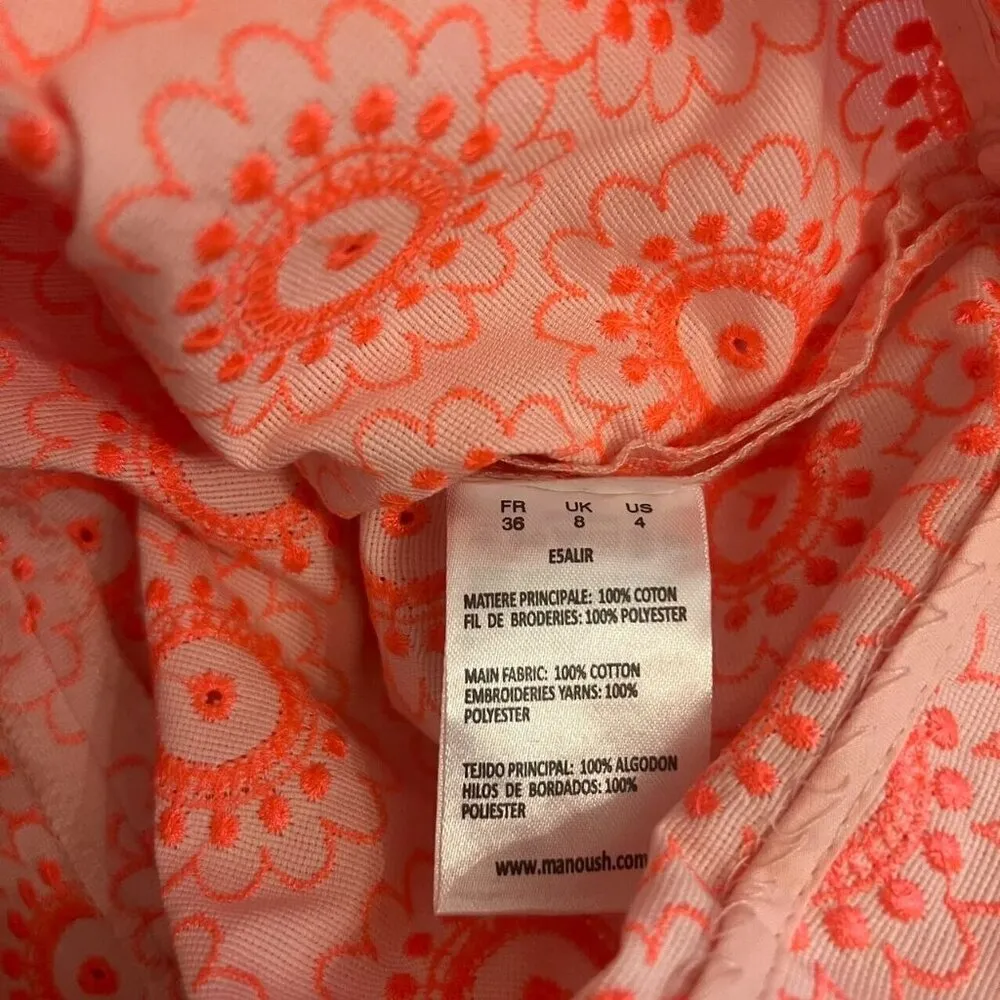 FR UK US
36 8 4
E5ALIR
MATIERE PRINCIPALE: 100% COTON
FIL DE BRODERIES: 100% POLYESTER
MAIN FABRIC: 100% COTTON
EMBROIDERIES YARNS: 100%
POLYESTER
TEJIDO PRINCIPAL: 100% ALGODON
HILOS DE BORDADOS: 100%
POLIESTER
www.manoush.com